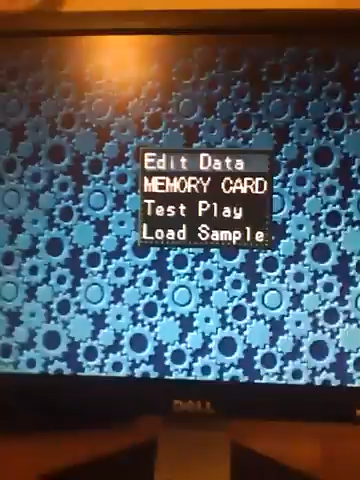 Edit Data
MEMORY CARD
Test Play
Load Sample
DELL